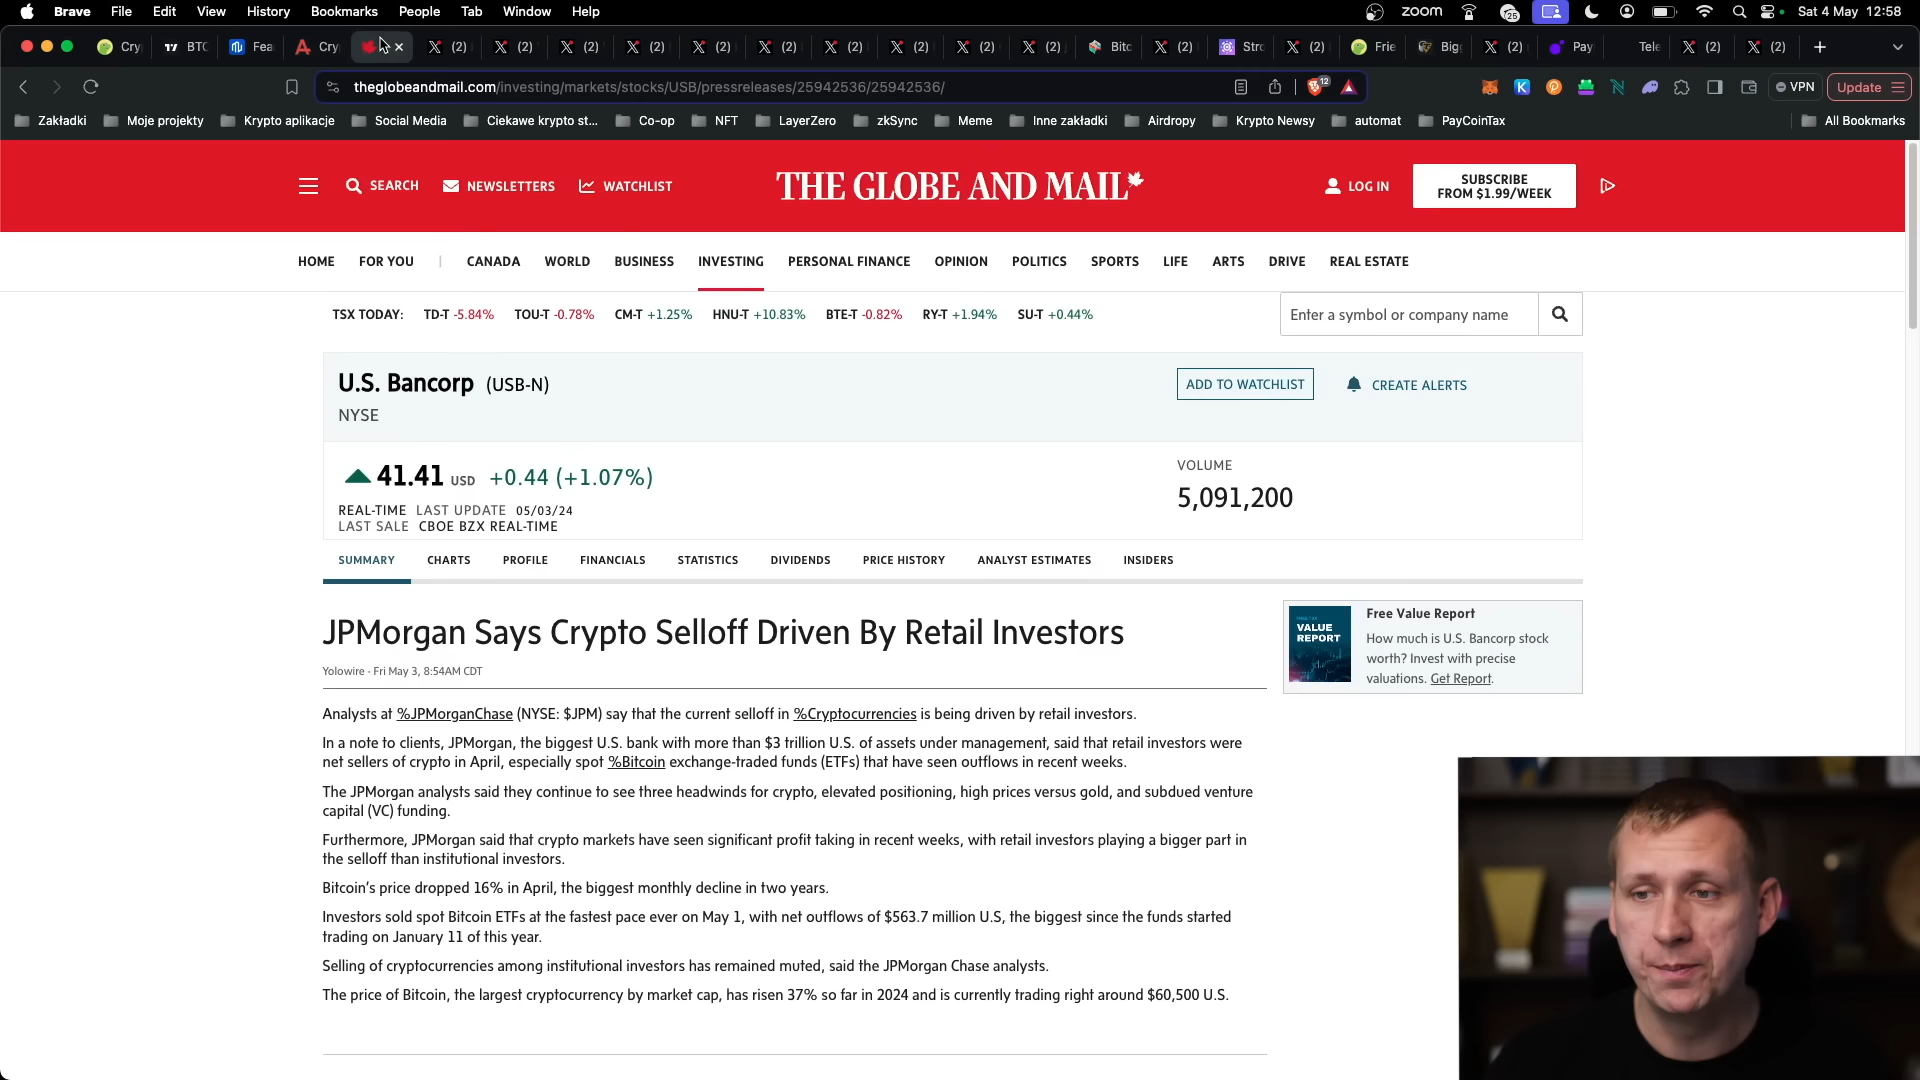 Brave File Edit View History Bookmarks People Tab Window Help zoom 25 Sat 4 May 12:58
Cry BTC Fea Cry (2) (2) (2) (2) (2) (2) (2) (2) (2) (2) Bitc (2) Strc (2) Frie Big (2) Pay Tele (2) (2)
theglobeandmail.com/investing/markets/stocks/USB/pressreleases/25942536/25942536/ 12 VPN Update
Zakładki Moje projekty Krypto aplikacje Social Media Ciekawe krypto st... Co-op NFT LayerZero zkSync Meme Inne zakładki Airdropy Krypto Newsy automat PayCoinTax All Bookmarks
SEARCH NEWSLETTERS WATCHLIST THE GLOBE AND MAIL LOG IN SUBSCRIBE
FROM $1.99/WEEK
HOME FOR YOU | CANADA WORLD BUSINESS INVESTING PERSONAL FINANCE OPINION POLITICS SPORTS LIFE ARTS DRIVE REAL ESTATE
TSX TODAY: TD-T -5.84% TOU-T -0.78% CM-T +1.25% HNU-T +10.83% BTE-T -0.82% RY-T +1.94% SU-T +0.44% Enter a symbol or company name
U.S. Bancorp (USB-N) ADD TO WATCHLIST CREATE ALERTS
NYSE
41.41 USD +0.44 (+1.07%)
VOLUME
5,091,200
REAL-TIME LAST UPDATE 05/03/24
LAST SALE CBOE BZX REAL-TIME
SUMMARY CHARTS PROFILE FINANCIALS STATISTICS DIVIDENDS PRICE HISTORY ANALYST ESTIMATES INSIDERS
JPMorgan Says Crypto Selloff Driven By Retail Investors
Yolowire - Fri May 3, 8:54AM CDT
Analysts at %JPMorganChase (NYSE: $JPM) say that the current selloff in %Cryptocurrencies is being driven by retail investors.
In a note to clients, JPMorgan, the biggest U.S. bank with more than $3 trillion U.S. of assets under management, said that retail investors were
net sellers of crypto in April, especially spot %Bitcoin exchange-traded funds (ETFs) that have seen outflows in recent weeks.
The JPMorgan analysts said they continue to see three headwinds for crypto, elevated positioning, high prices versus gold, and subdued venture
capital (VC) funding.
Furthermore, JPMorgan said that crypto markets have seen significant profit taking in recent weeks, with retail investors playing a bigger part in
the selloff than institutional investors.
Bitcoin's price dropped 16% in April, the biggest monthly decline in two years.
Investors sold spot Bitcoin ETFs at the fastest pace ever on May 1, with net outflows of $563.7 million U.S, the biggest since the funds started
trading on January 11 of this year.
Selling of cryptocurrencies among institutional investors has remained muted, said the JPMorgan Chase analysts.
The price of Bitcoin, the largest cryptocurrency by market cap, has risen 37% so far in 2024 and is currently trading right around $60,500 U.S.
VALUE
REPORT
Free Value Report
How much is U.S. Bancorp stock
worth? Invest with precise
valuations. Get Report.